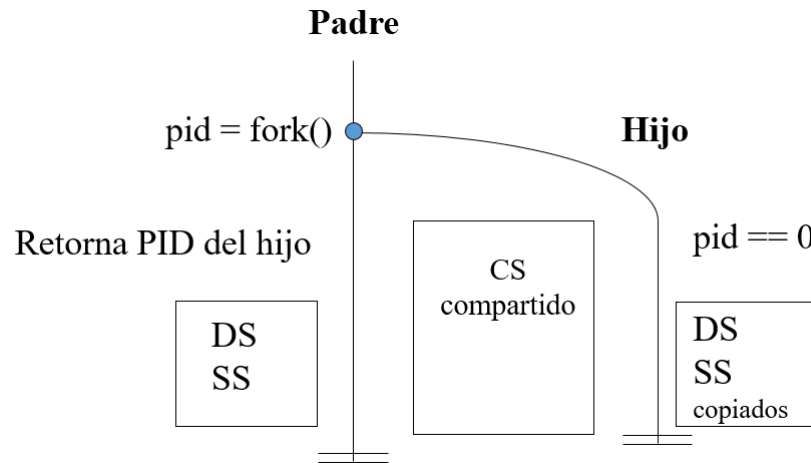 Padre
pid = fork()
Hijo
Retorna PID del hijo
pid == 0
CS
compartido
DS
SS
DS
SS
copiados